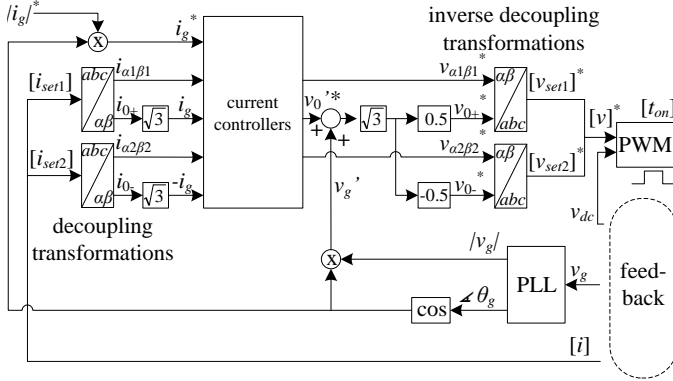 |i_g|^*
x
i_g^*
inverse decoupling
transformations
[i_set1]
abc
αβ
i_α1β1
i_0+
√3
i_g
current
controllers
v_0'^*
+
+
√3
v_α1β1^*
0.5
v_0+^*
αβ
abc
[v_set1]^*
[v]^*
[t_on]
PWM
[i_set2]
abc
αβ
i_α2β2
i_0-
√3
-i_g
v_α2β2^*
-0.5
v_0-^*
αβ
abc
[v_set2]^*
v_dc
decoupling
transformations
v_g'
x
|v_g|
PLL
v_g
feed-
back
cos
∡ θ_g
[i]